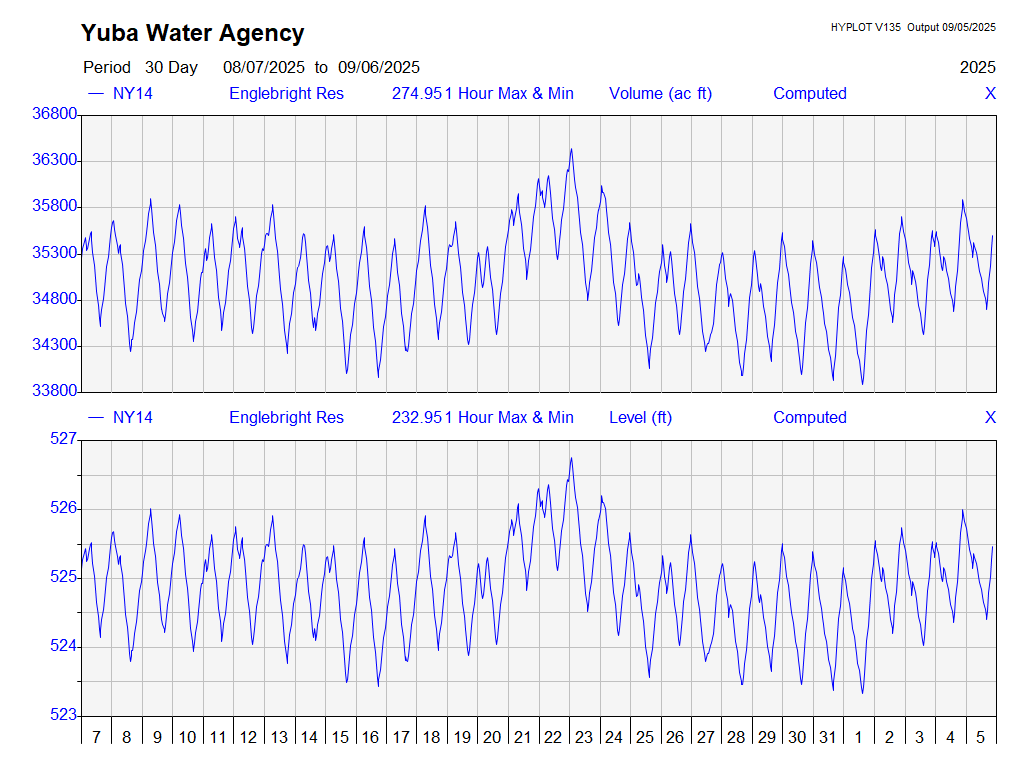 Yuba Water Agency
HYPLOT V135 Output 09/05/2025
Period 30 Day 08/07/2025 to 09/06/2025 2025
NY14 Englebright Res 274.951 Hour Max & Min Volume (ac ft) Computed X
36800
36300
35800
35300
34800
34300
33800
NY14 Englebright Res 232.951 Hour Max & Min Level (ft) Computed X
527
526
525
524
523
7 8 9 10 11 12 13 14 15 16 17 18 19 20 21 22 23 24 25 26 27 28 29 30 31 1 2 3 4 5